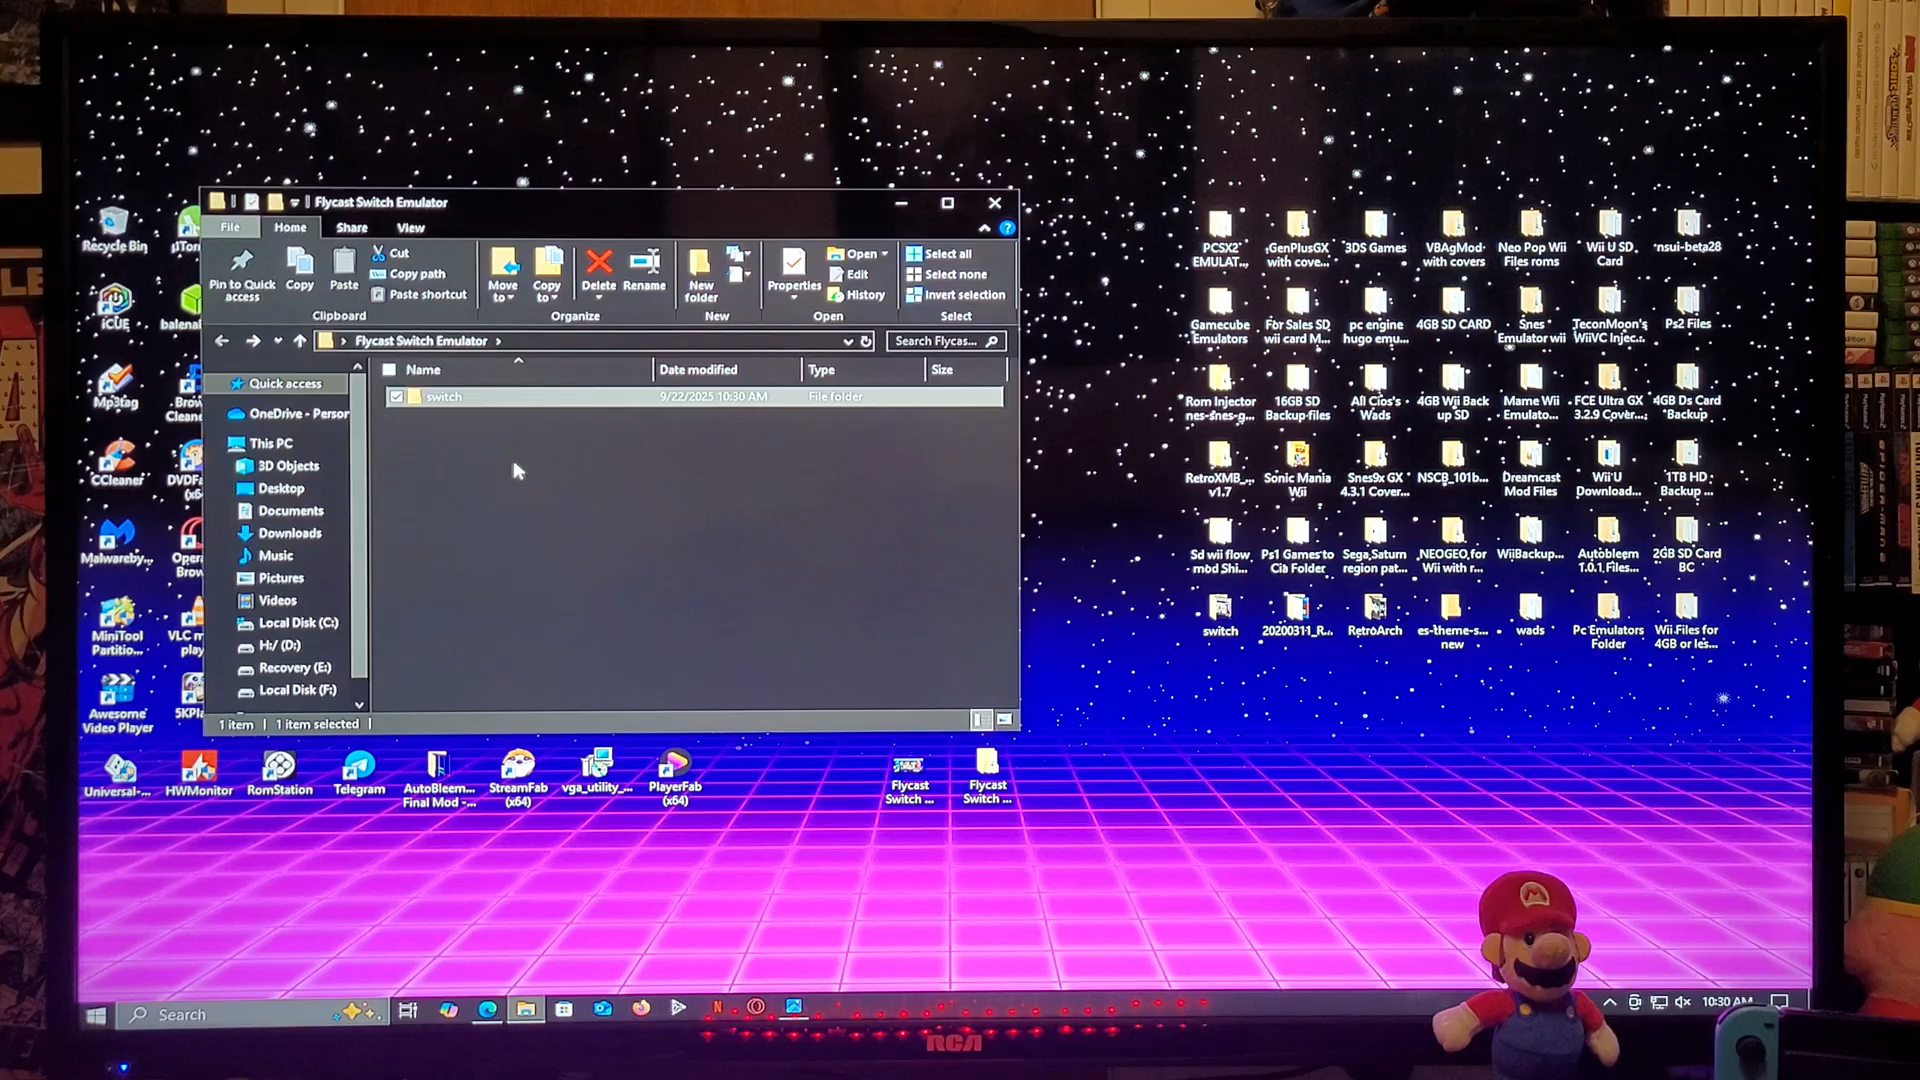 Flycast Switch Emulator
File
Home
Share
View
Pin to Quick
access
Copy
Paste
Cut
Copy path
Paste shortcut
Clipboard
Move
to
Copy
to
Delete
Rename
Organize
New
folder
New
Properties
Open
Edit
History
Open
Select all
Select none
Invert selection
Select
Flycast Switch Emulator
Search Flycas...
Name
Date modified
Type
Size
switch
9/22/2025 10:30 AM
File folder
Quick access
OneDrive - Person
This PC
3D Objects
Desktop
Documents
Downloads
Music
Pictures
Videos
Local Disk (C:)
H:/ (D:)
Recovery (E:)
Local Disk (F:)
1 item
1 item selected
Recycle Bin
µTor
iCUE
balena
Mp3tag
Brow
Cleane
CCleaner
DVDFa
(x6
Malwareby...
Oper
Brow
MiniTool
Partitio...
VLC m
play
Awesome
Video Player
5KPla
Universal-...
HWMonitor
RomStation
Telegram
AutoBleem...
Final Mod -...
StreamFab
(x64)
vga_utility_...
PlayerFab
(x64)
Flycast
Switch ...
Flycast
Switch ...
PCSX2
EMULAT...
GenPlusGX
with cove...
3DS Games
VBAgMod
with covers
Neo Pop Wii
Files roms
Wii U SD
Card
nsui-beta28
Gamecube
Emulators
For Sales SD
wii card M...
pc engine
hugo emu...
4GB SD CARD
Snes
Emulator wii
TeconMoon's
WiiVC Injec...
Ps2 Files
Rom Injector
nes-snes-g...
16GB SD
Backup files
All Cios's
Wads
4GB Wii Back
up SD
Mame Wii
Emulato...
FCE Ultra GX
3.2.9 Cover...
4GB Ds Card
Backup
RetroXMB_...
v1.7
Sonic Mania
Wii
Snes9x GX
4.3.1 Cover...
NSCB_101b...
Dreamcast
Mod Files
Wii U
Download...
1TB HD
Backup ...
Sd wii flow
mod Shi...
Ps1 Games to
Cia Folder
Sega Saturn
region pat...
NEOGEO for
Wii with r...
WiiBackup...
Autobleem
1.0.1 Files...
2GB SD Card
BC
switch
20200311_R...
RetroArch
es-theme-s...
new
wads
Pc Emulators
Folder
Wii Files for
4GB or les...
Search
10:30 AM
RCA
M